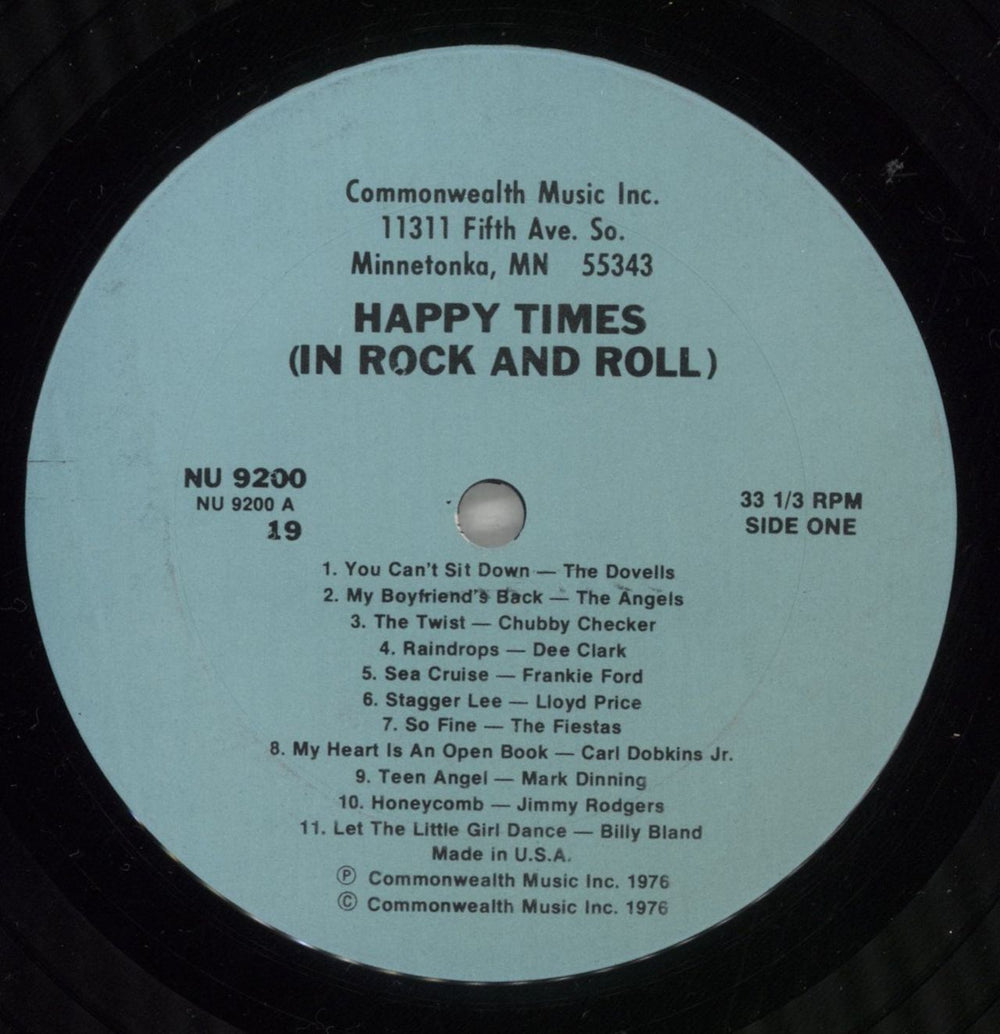 Commonwealth Music Inc.
11311 Fifth Ave. So.
Minnetonka, MN 55343
HAPPY TIMES
(IN ROCK AND ROLL)
NU 9200
NU 9200 A
19
33 1/3 RPM
SIDE ONE
1. You Can't Sit Down — The Dovells
2. My Boyfriend's Back — The Angels
3. The Twist — Chubby Checker
4. Raindrops — Dee Clark
5. Sea Cruise — Frankie Ford
6. Stagger Lee — Lloyd Price
7. So Fine — The Fiestas
8. My Heart Is An Open Book — Carl Dobkins Jr.
9. Teen Angel — Mark Dinning
10. Honeycomb — Jimmy Rodgers
11. Let The Little Girl Dance — Billy Bland
Made in U.S.A.
Ⓟ Commonwealth Music Inc. 1976
© Commonwealth Music Inc. 1976